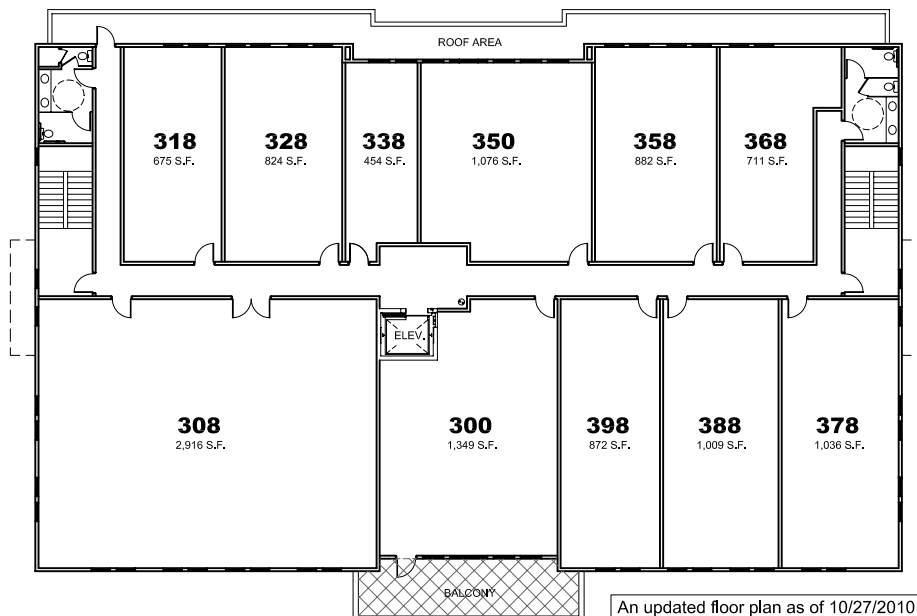 ROOF AREA
318
675 S.F.
328
824 S.F.
338
454 S.F.
350
1,076 S.F.
358
882 S.F.
368
711 S.F.
ELEV.
308
2,916 S.F.
300
1,349 S.F.
398
872 S.F.
388
1,009 S.F.
378
1,036 S.F.
BALCONY
An updated floor plan as of 10/27/2010